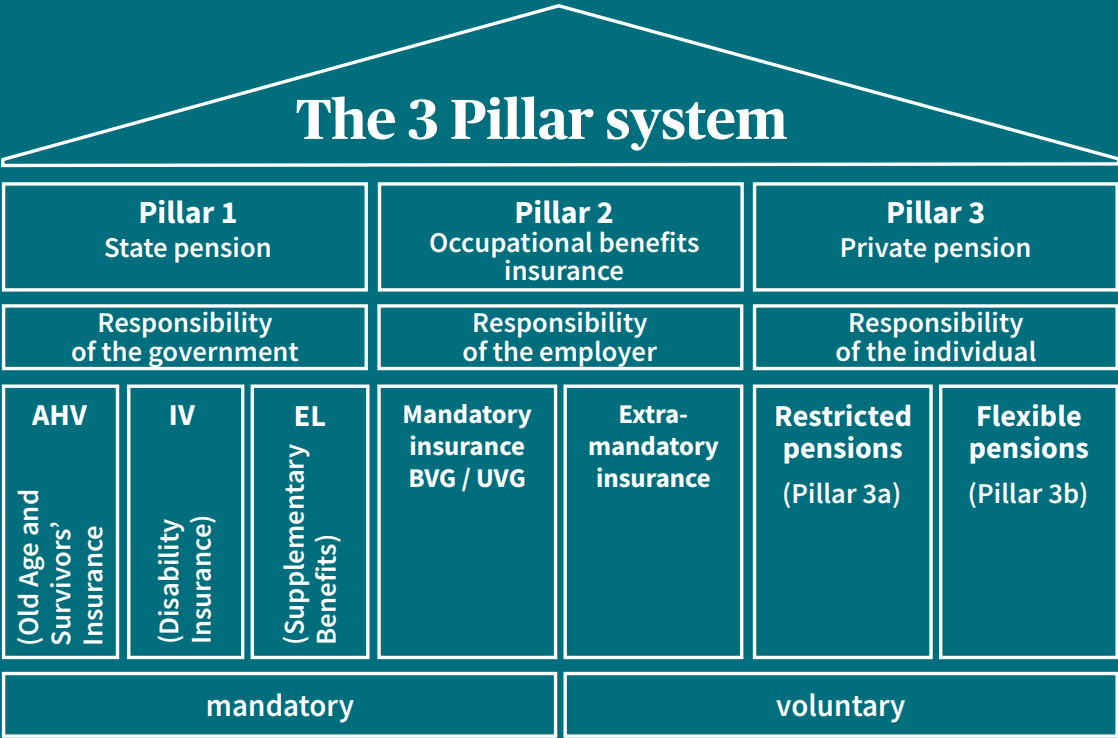 The 3 Pillar system
Pillar 1
State pension
Pillar 2
Occupational benefits
insurance
Pillar 3
Private pension
Responsibility
of the government
Responsibility
of the employer
Responsibility
of the individual
AHV
(Old Age and
Survivors’
Insurance
IV
(Disability
Insurance)
EL
(Supplementary
Benefits)
Mandatory
insurance
BVG / UVG
Extra-
mandatory
insurance
Restricted
pensions
(Pillar 3a)
Flexible
pensions
(Pillar 3b)
mandatory
voluntary